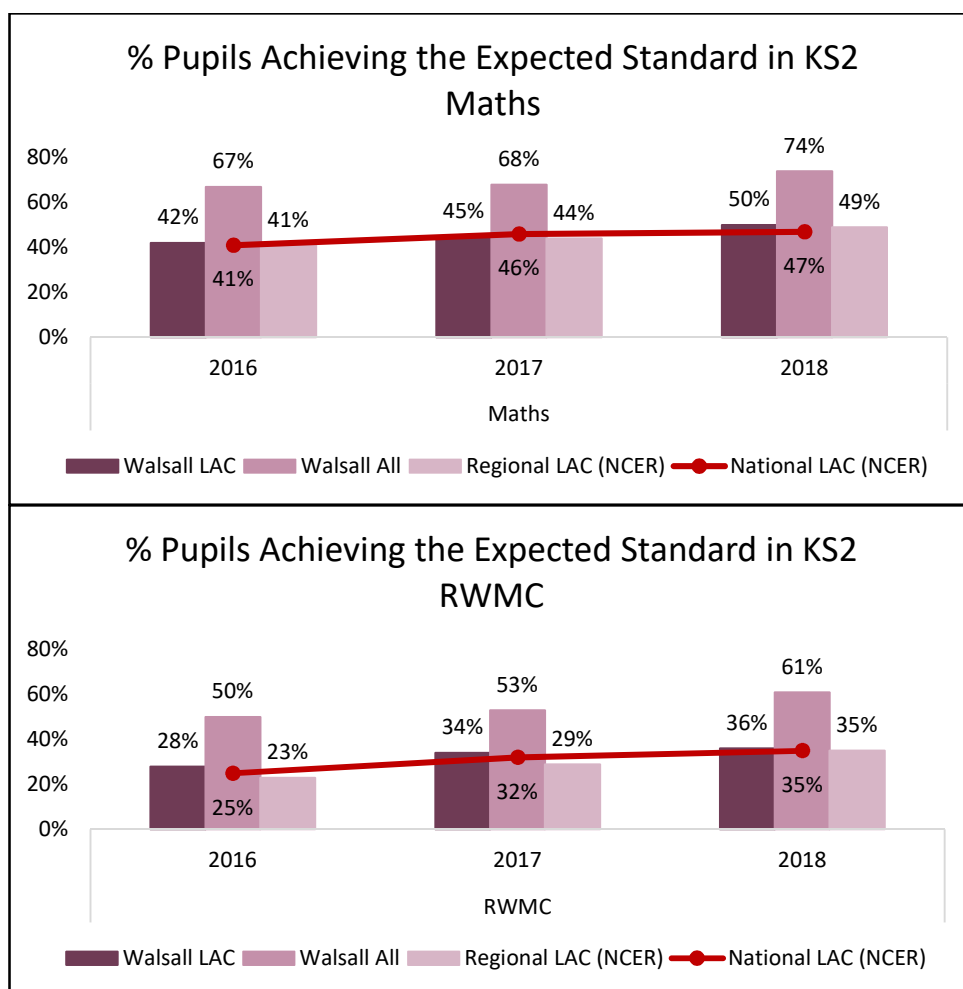 % Pupils Achieving the Expected Standard in KS2
Maths
80%
60%
40%
20%
0%
67%
68%
74%
42%
41%
45%
44%
50%
49%
41%
46%
47%
2016
2017
2018
Maths
Walsall LAC
Walsall All
Regional LAC (NCER)
National LAC (NCER)
% Pupils Achieving the Expected Standard in KS2
RWMC
80%
60%
40%
20%
0%
50%
53%
61%
28%
23%
34%
29%
36%
35%
25%
32%
35%
2016
2017
2018
RWMC
Walsall LAC
Walsall All
Regional LAC (NCER)
National LAC (NCER)